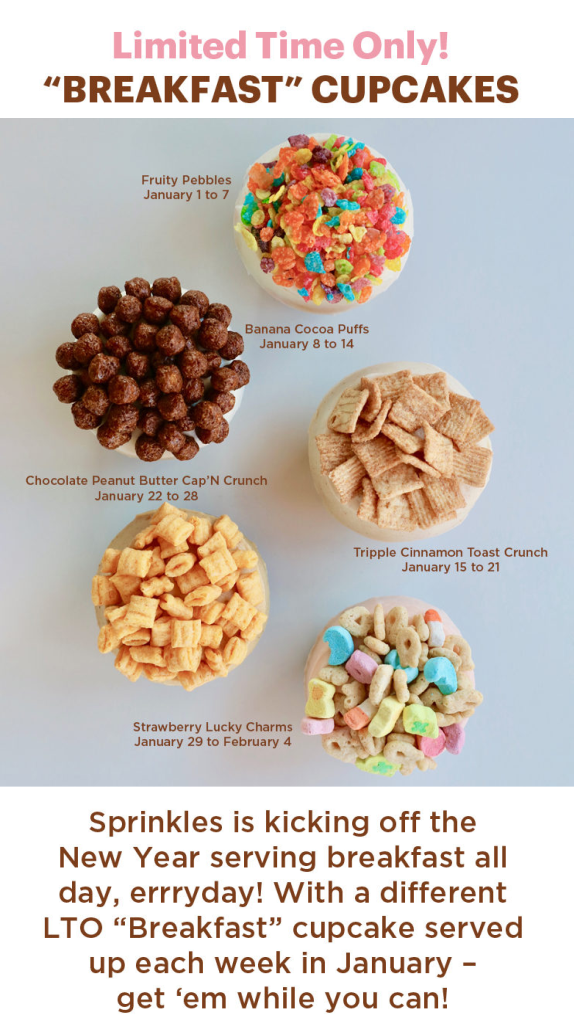 Limited Time Only!
“BREAKFAST” CUPCAKES
Fruity Pebbles
January 1 to 7
Banana Cocoa Puffs
January 8 to 14
Chocolate Peanut Butter Cap’N Crunch
January 22 to 28
Tripple Cinnamon Toast Crunch
January 15 to 21
Strawberry Lucky Charms
January 29 to February 4
Sprinkles is kicking off the
New Year serving breakfast all
day, errryday! With a different
LTO “Breakfast” cupcake served
up each week in January –
get ‘em while you can!